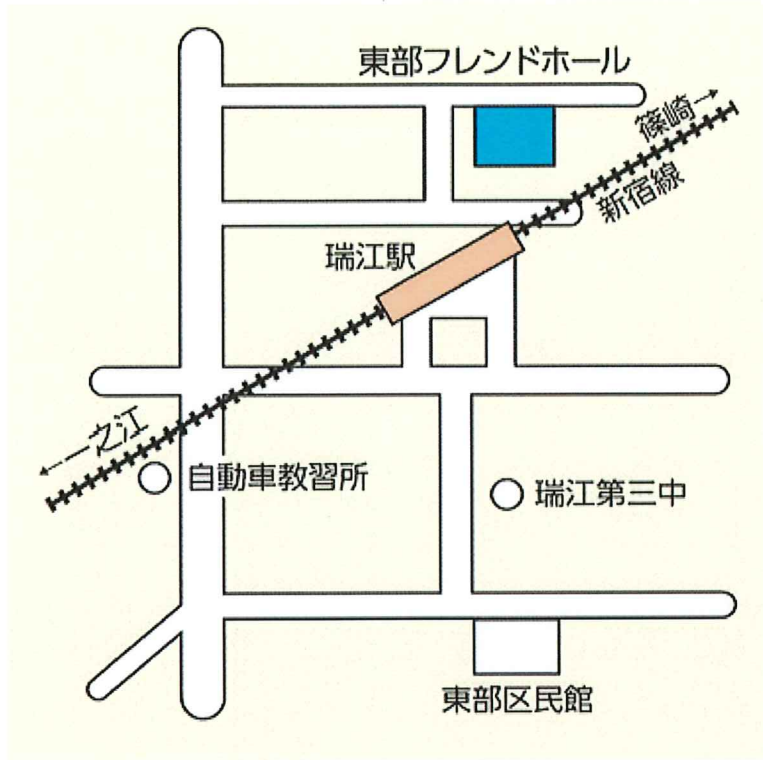 東部フレンドホール
篠崎→
新宿線
瑞江駅
←一之江
自動車教習所
瑞江第三中
東部区民館